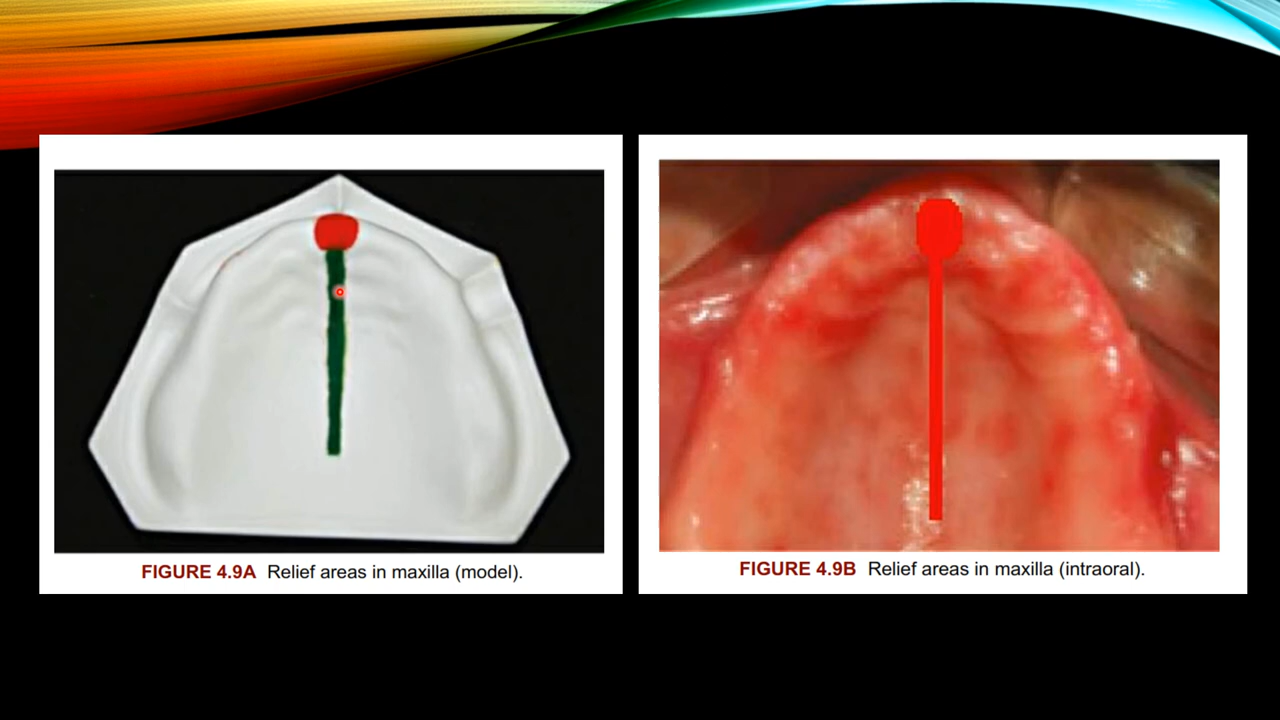 FIGURE 4.9A Relief areas in maxilla (model).
FIGURE 4.9B Relief areas in maxilla (intraoral).